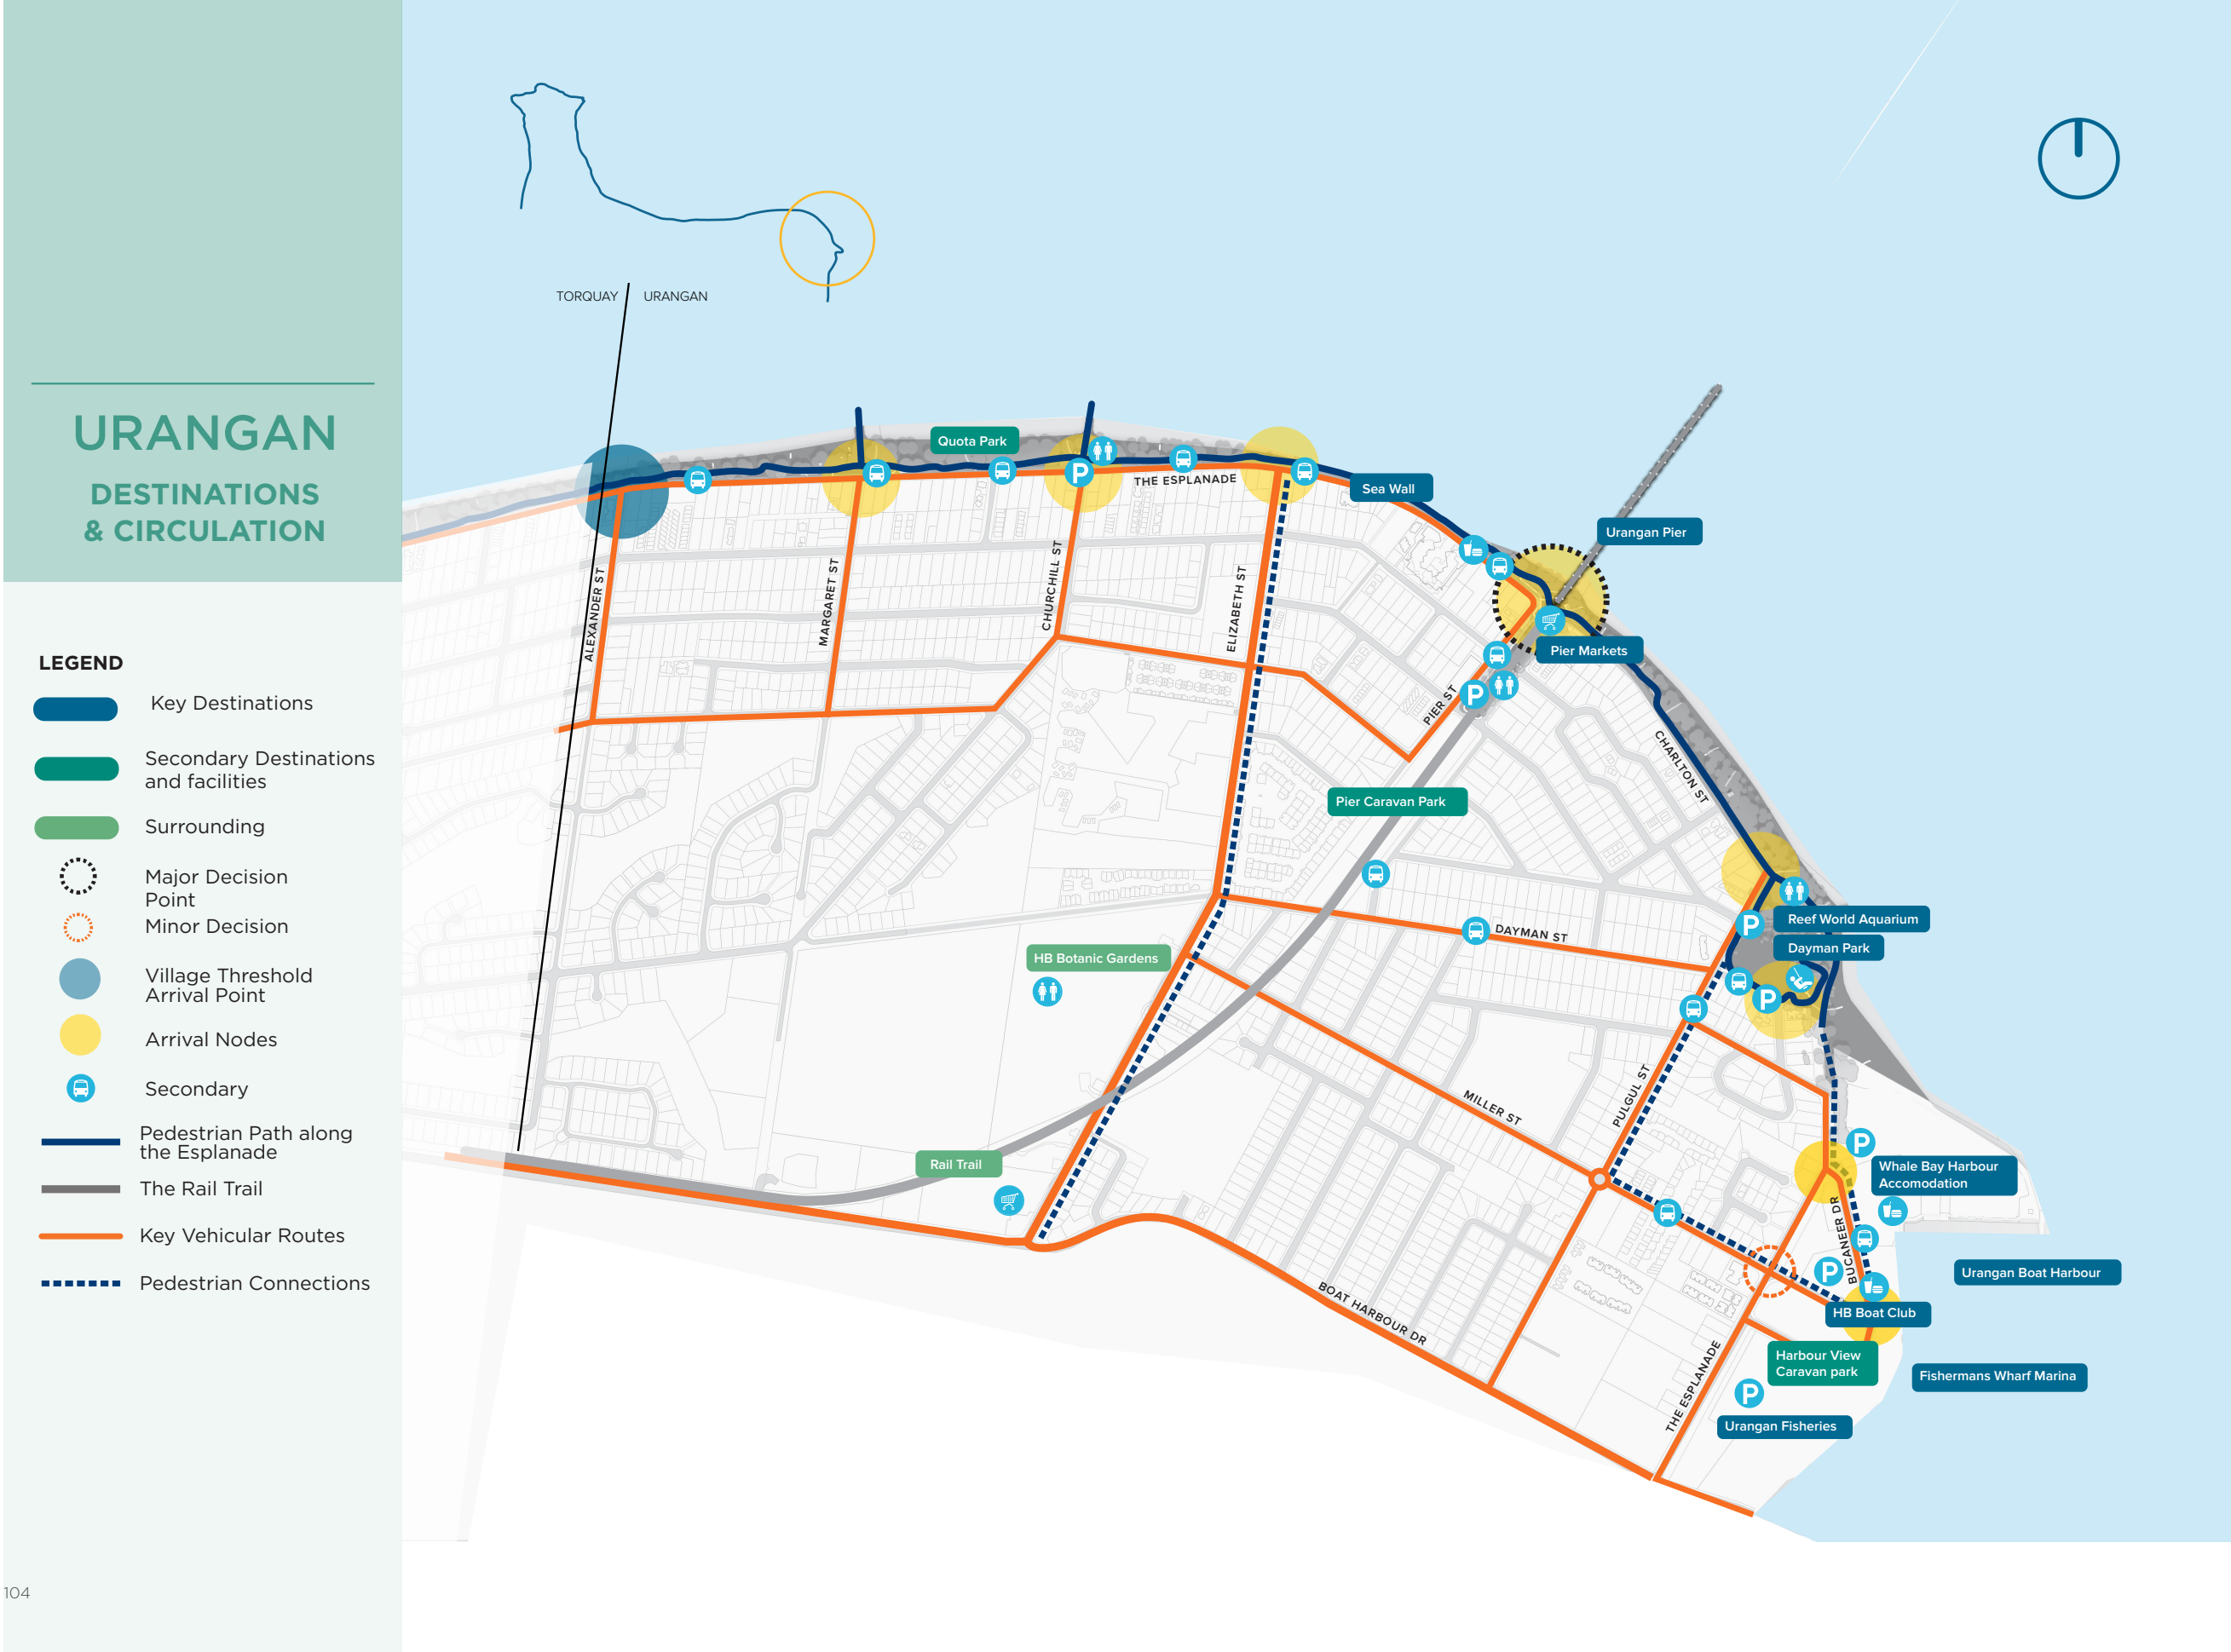 URANGAN
DESTINATIONS
& CIRCULATION
LEGEND
Key Destinations
Secondary Destinations
and facilities
Surrounding
Major Decision
Point
Minor Decision
Village Threshold
Arrival Point
Arrival Nodes
Secondary
Pedestrian Path along
the Esplanade
The Rail Trail
Key Vehicular Routes
Pedestrian Connections
104
TORQUAY
URANGAN
Quota Park
P
THE ESPLANADE
Sea Wall
Urangan Pier
Pier Markets
ALEXANDER ST
MARGARET ST
CHURCHILL ST
ELIZABETH ST
P
PIER ST
CHARLTON ST
Pier Caravan Park
P
Reef World Aquarium
DAYMAN ST
Dayman Park
HB Botanic Gardens
P
MILLER ST
PULGUL ST
P
Rail Trail
Whale Bay Harbour
Accomodation
BUCANEER DR
P
Urangan Boat Harbour
BOAT HARBOUR DR
HB Boat Club
Harbour View
Caravan park
Fishermans Wharf Marina
THE ESPLANADE
P
Urangan Fisheries